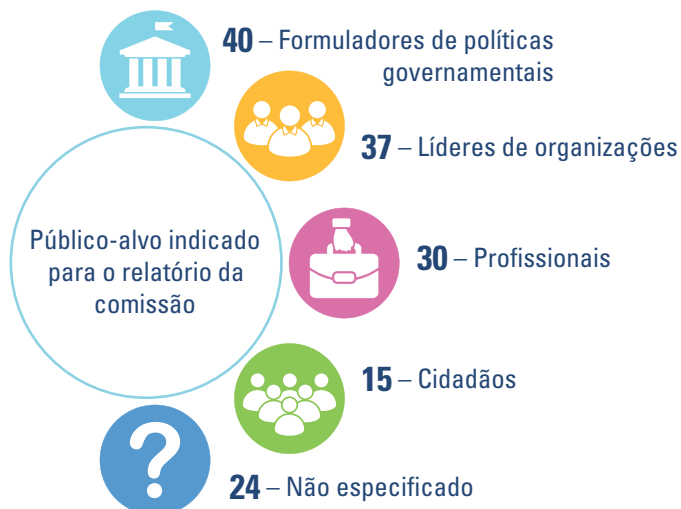 40 – Formuladores de políticas
governamentais
37 – Líderes de organizações
Público-alvo indicado
para o relatório da
comissão
30 – Profissionais
15 – Cidadãos
?
24 – Não especificado